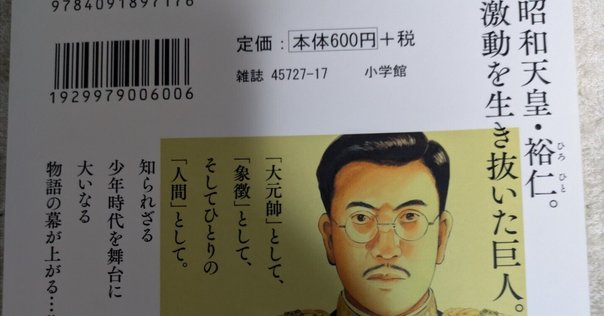 9784091897176
1929979006006
定価：本体600円＋税
雑誌 45727-17 小学館
昭和天皇・裕仁。
ひろ ひと
激動を生き抜いた巨人。
「大元帥」として、
「象徴」として、
そしてひとりの
「人間」として。
知られざる
少年時代を舞台に
大いなる
物語の幕が上がる…